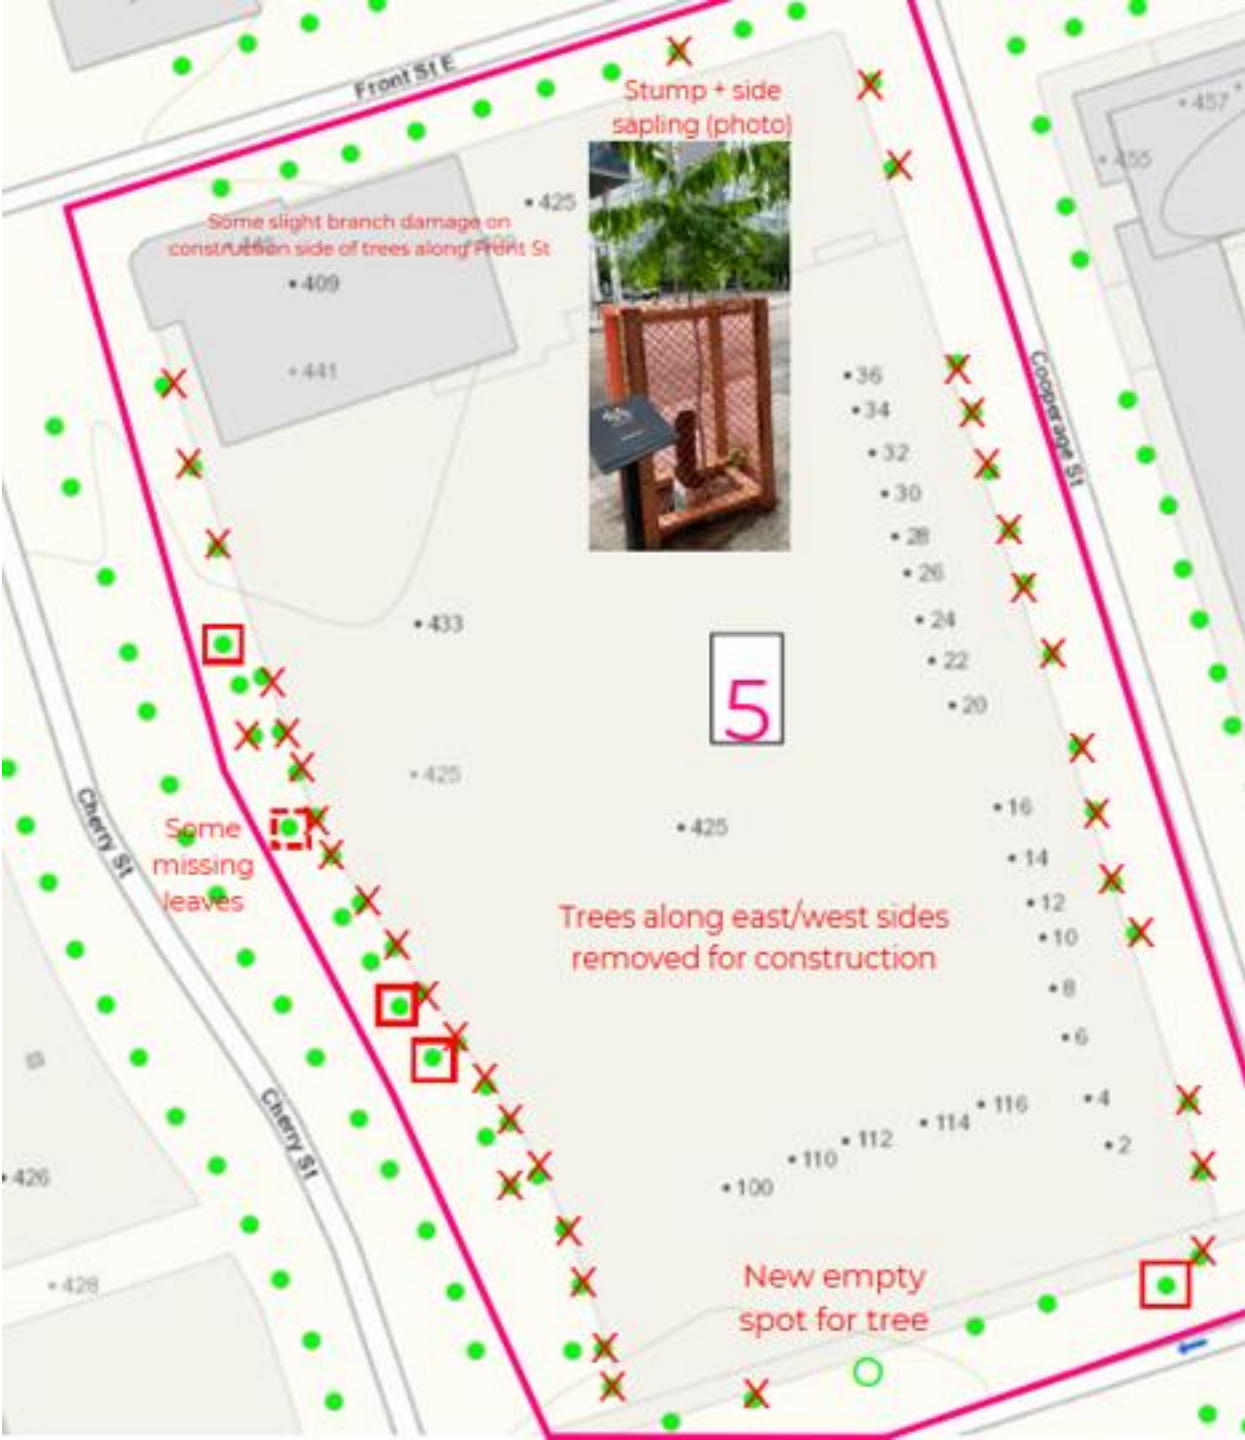 Front St E
Stump + side
sapling (photo)
457
455
425
Some slight branch damage on
construction side of trees along Front St
409
441
36
34
32
30
28
26
24
22
20
Cooperage St
433
5
425
425
16
14
12
10
8
6
4
2
Cherry St
Some
missing
leaves
Trees along east/west sides
removed for construction
Cherry St
116
114
112
110
100
426
428
New empty
spot for tree